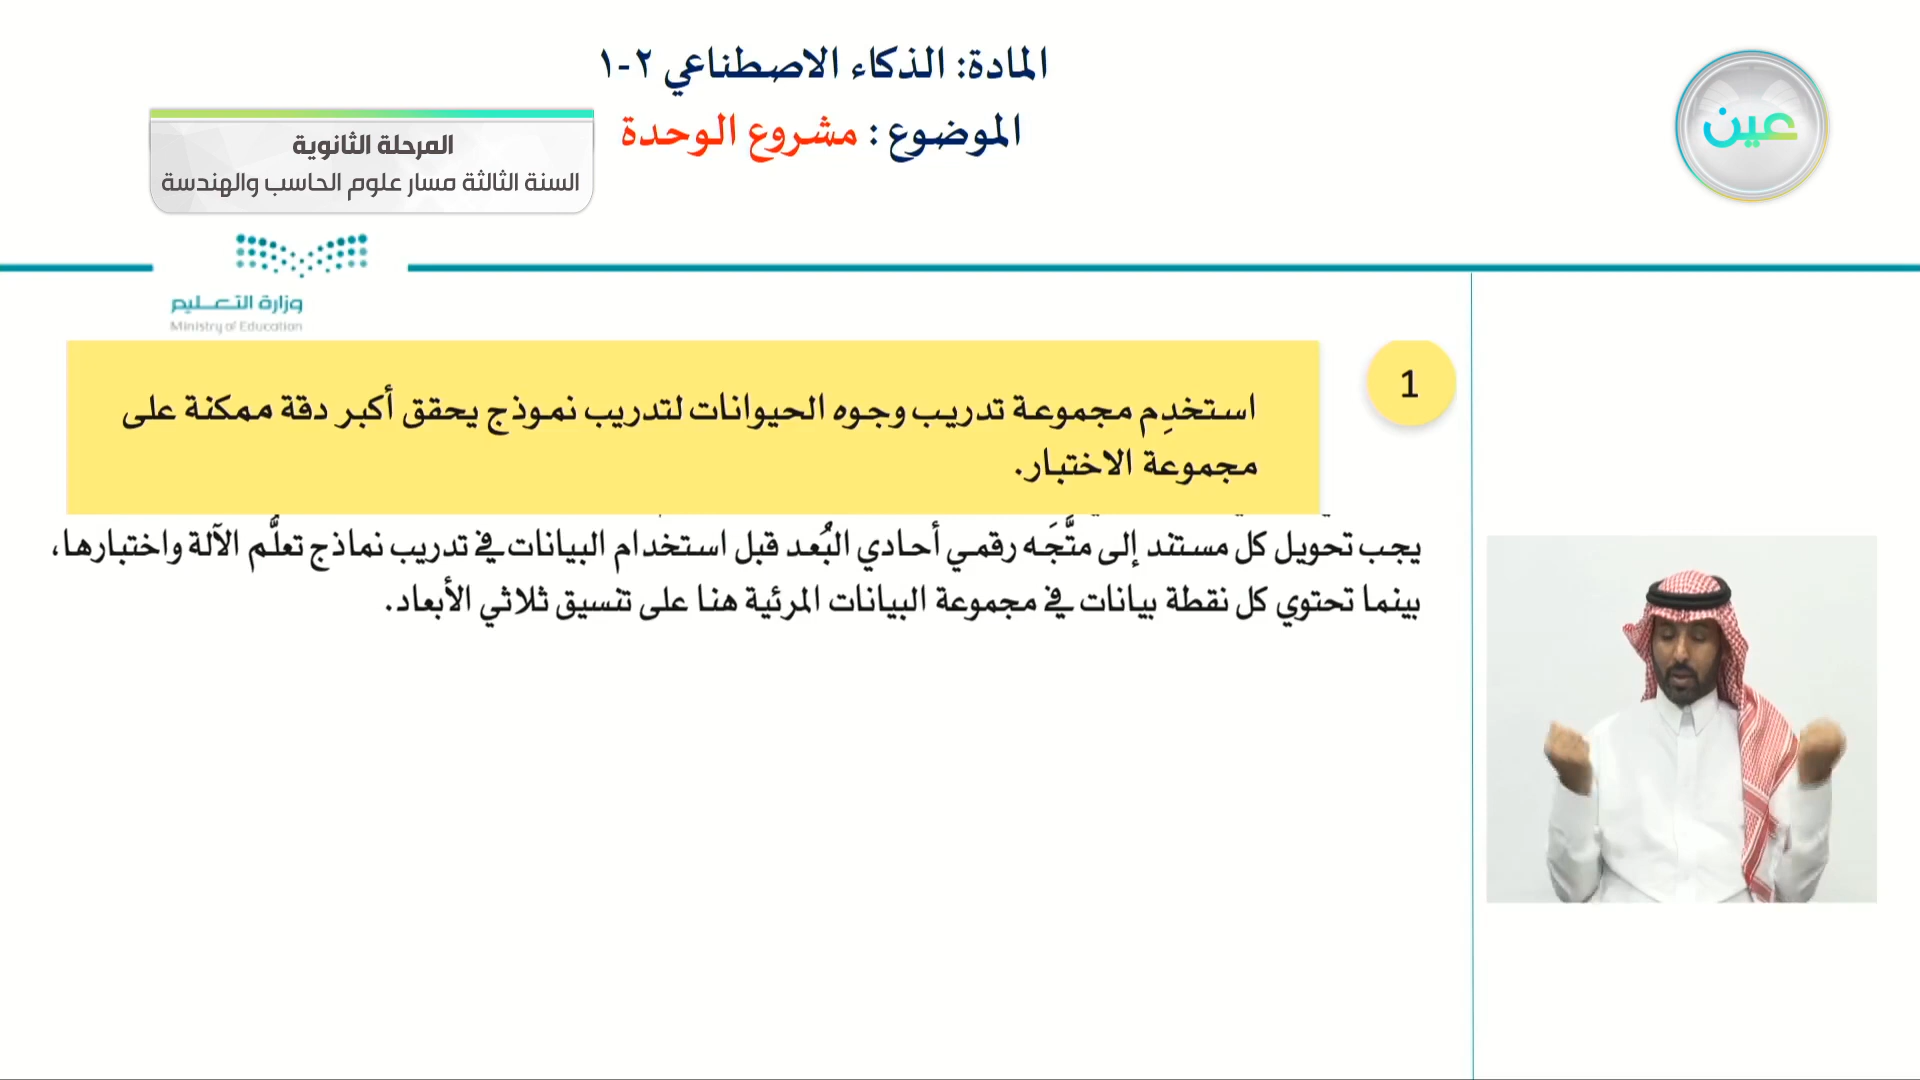 المادة: الذكاء الاصطناعي ٢-١
الموضوع : مشروع الوحدة
عين
المرحلة الثانوية
السنة الثالثة مسار علوم الحاسب والهندسة
وزارة التعليم
Ministry of Education
1
استخدِم مجموعة تدريب وجوه الحيوانات لتدريب نموذج يحقق أكبر دقة ممكنة على
مجموعة الاختبار.
يجب تحويل كل مستند إلى متَّجَه رقمي أحادي البُعد قبل استخدام البيانات في تدريب نماذج تعلُّم الآلة واختبارها،
بينما تحتوي كل نقطة بيانات في مجموعة البيانات المرئية هنا على تنسيق ثلاثي الأبعاد.